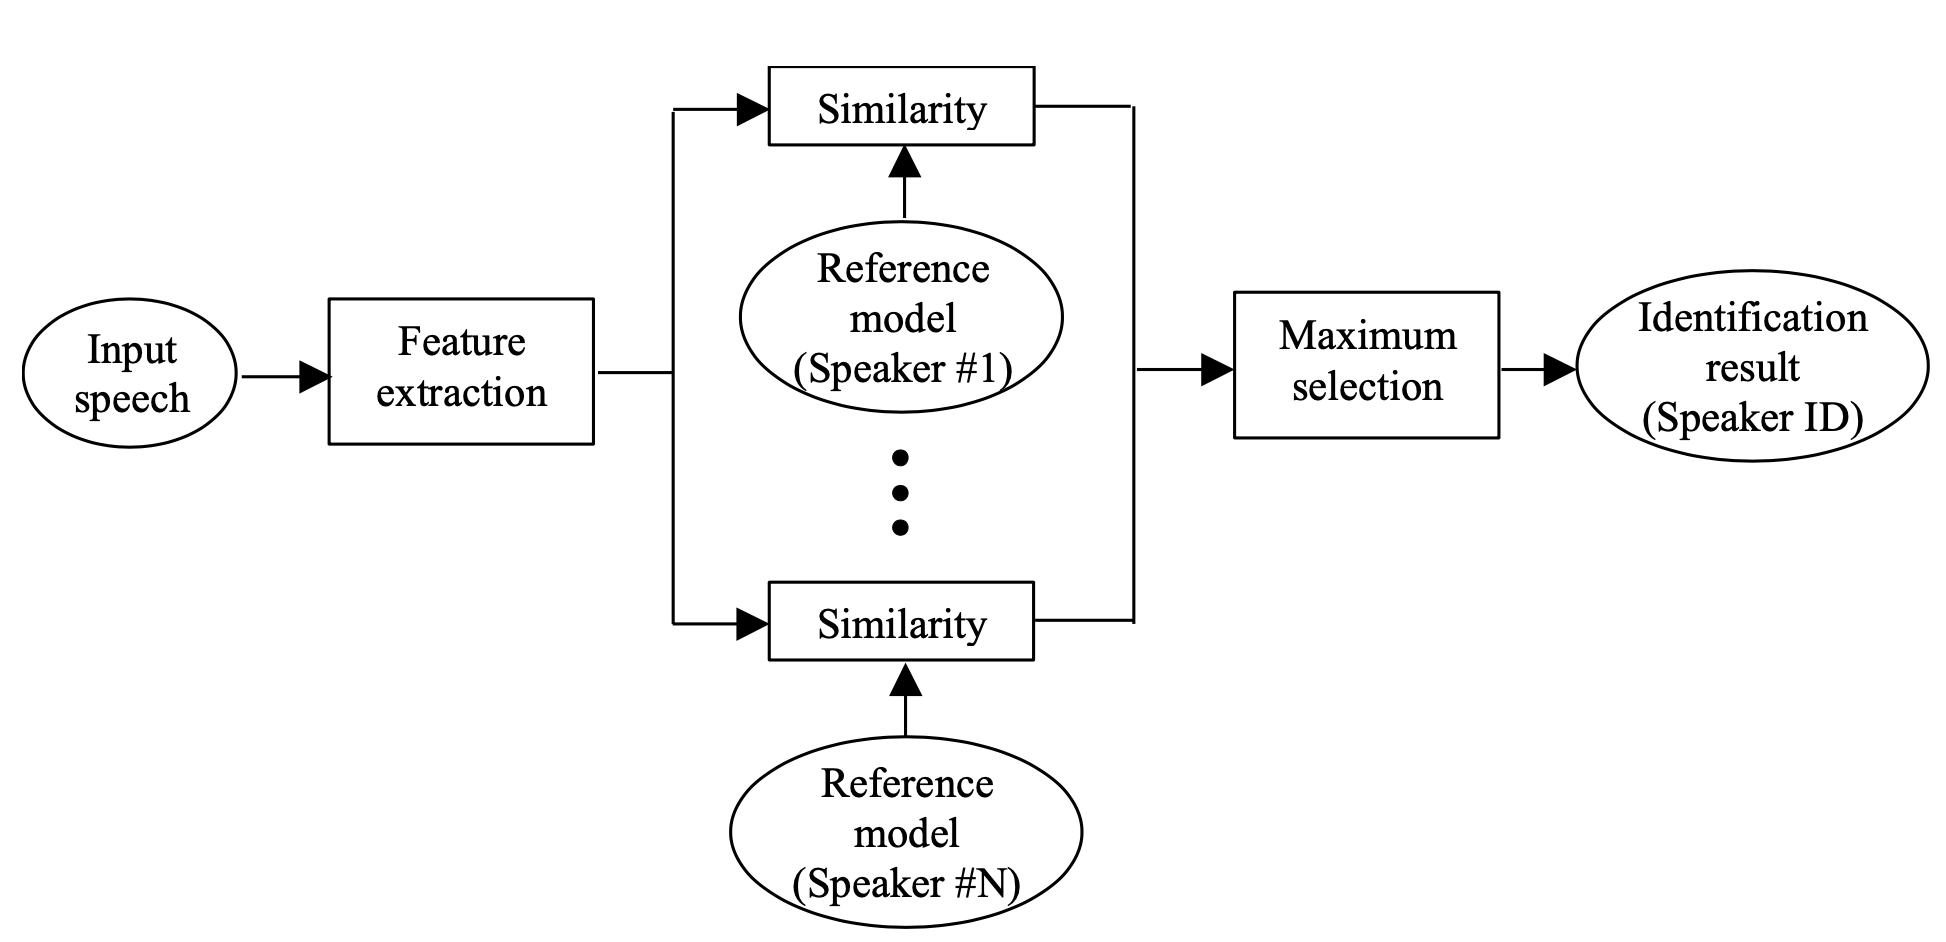 Input
speech
Feature
extraction
Similarity
Reference
model
(Speaker #1)
Similarity
Reference
model
(Speaker #N)
Maximum
selection
Identification
result
(Speaker ID)